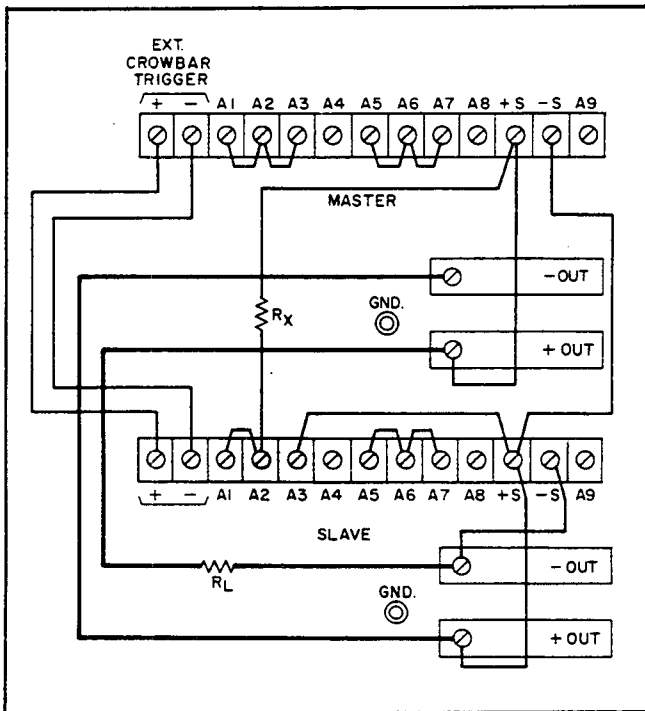 EXT.
CROWBAR
TRIGGER
+ − A1 A2 A3 A4 A5 A6 A7 A8 +S −S A9
MASTER
−OUT
GND.
RX
+OUT
+ − A1 A2 A3 A4 A5 A6 A7 A8 +S −S A9
SLAVE
−OUT
RL
GND.
+OUT